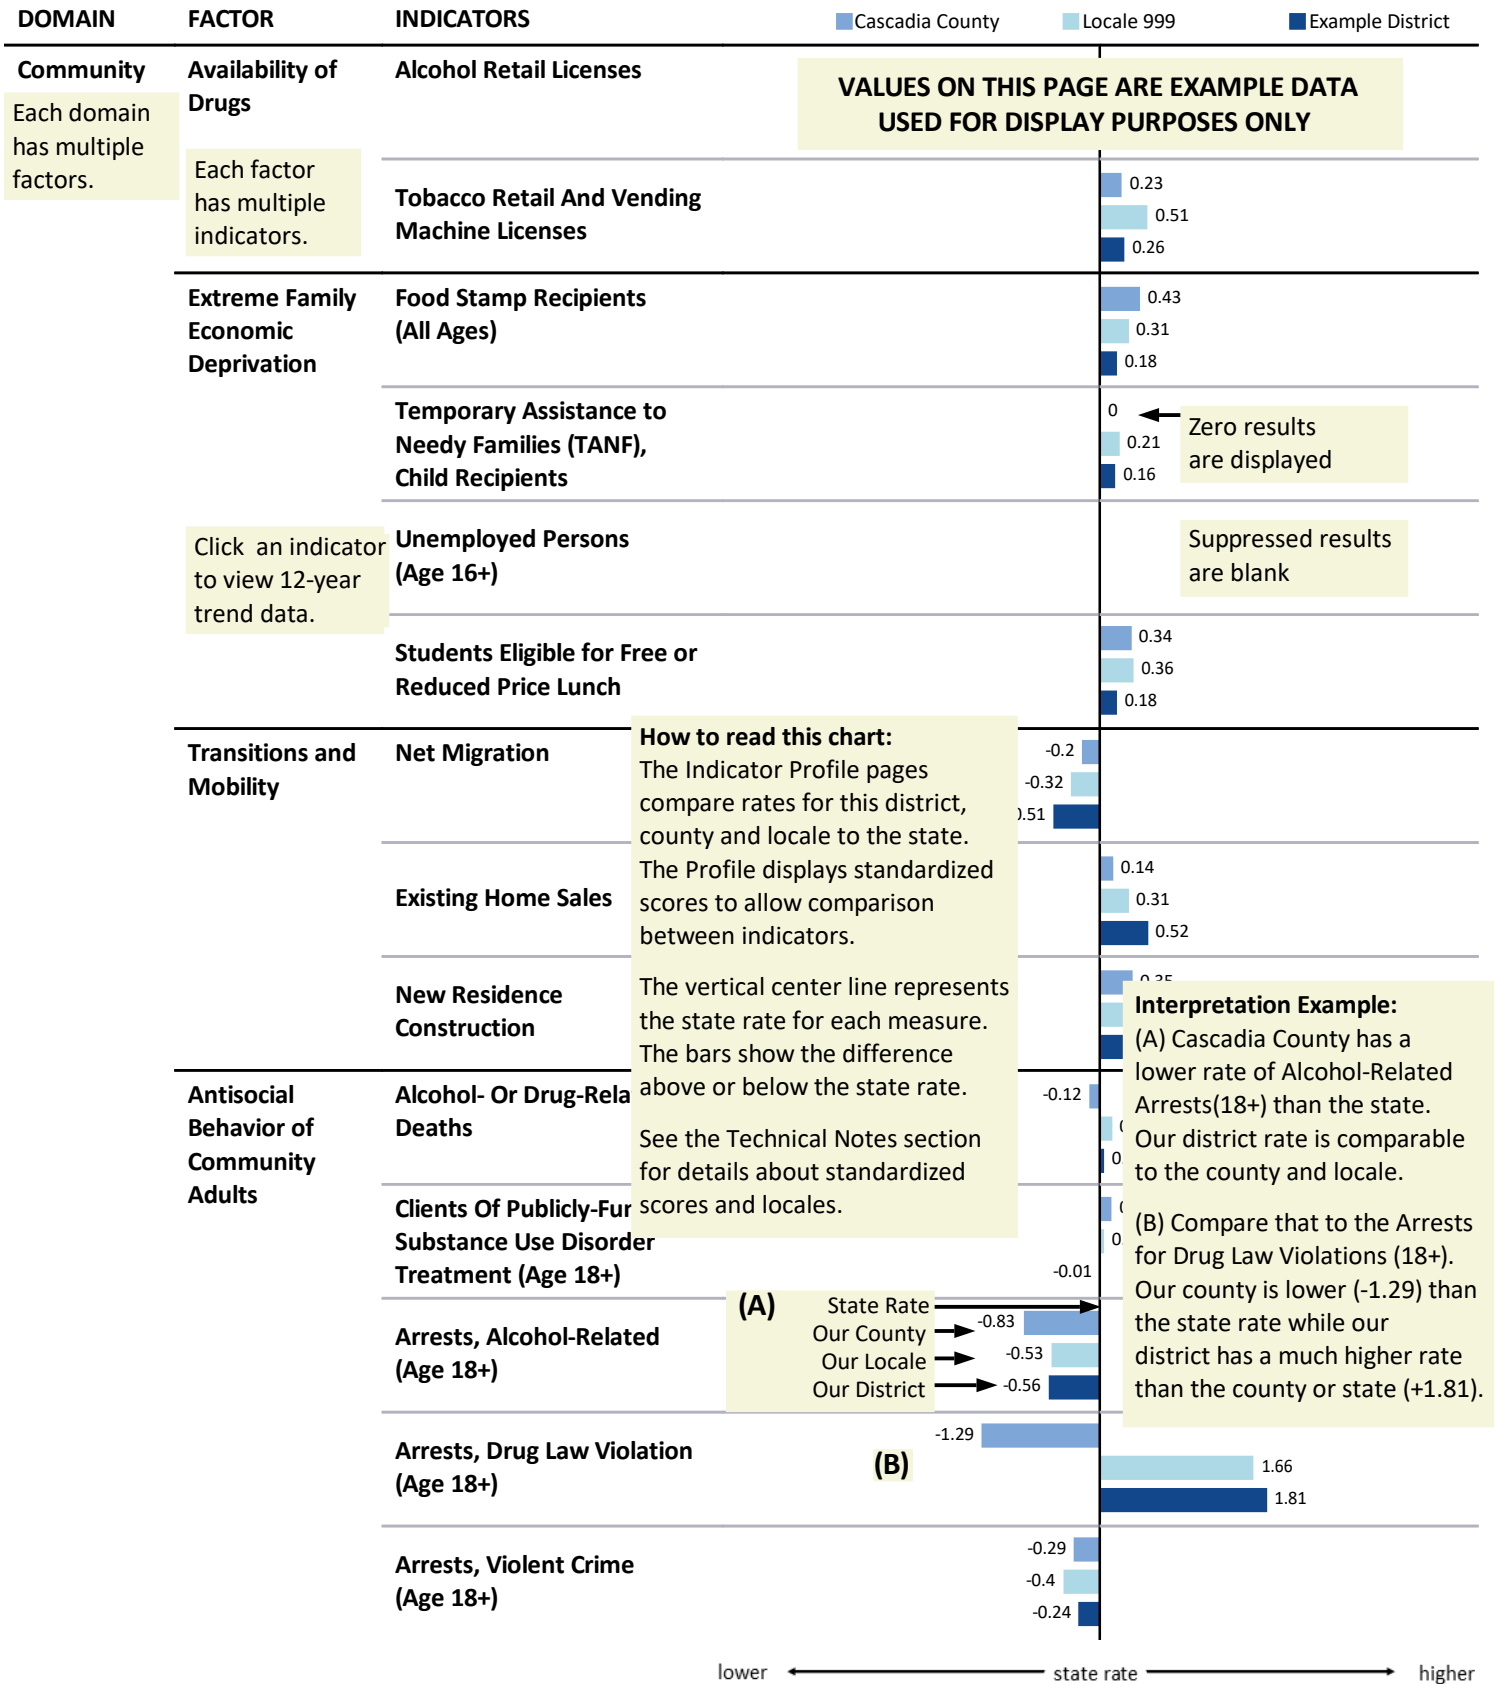 DOMAIN FACTOR INDICATORS Cascadia County Locale 999 Example District
Community
Each domain
has multiple
factors.
Availability of
Drugs
Each factor
has multiple
indicators.
Alcohol Retail Licenses
VALUES ON THIS PAGE ARE EXAMPLE DATA
USED FOR DISPLAY PURPOSES ONLY
Tobacco Retail And Vending
Machine Licenses
0.23
0.51
0.26
Extreme Family
Economic
Deprivation
Food Stamp Recipients
(All Ages)
0.43
0.31
0.18
Temporary Assistance to
Needy Families (TANF),
Child Recipients
0
0.21
0.16
Zero results
are displayed
Click an indicator
to view 12-year
trend data.
Unemployed Persons
(Age 16+)
Suppressed results
are blank
Students Eligible for Free or
Reduced Price Lunch
0.34
0.36
0.18
Transitions and
Mobility
Net Migration
-0.2
-0.32
.51
How to read this chart:
The Indicator Profile pages
compare rates for this district,
county and locale to the state.
The Profile displays standardized
scores to allow comparison
between indicators.
The vertical center line represents
the state rate for each measure.
The bars show the difference
above or below the state rate.
See the Technical Notes section
for details about standardized
scores and locales.
Existing Home Sales
0.14
0.31
0.52
New Residence
Construction
Interpretation Example:
(A) Cascadia County has a
lower rate of Alcohol-Related
Arrests(18+) than the state.
Our district rate is comparable
to the county and locale.
(B) Compare that to the Arrests
for Drug Law Violations (18+).
Our county is lower (-1.29) than
the state rate while our
district has a much higher rate
than the county or state (+1.81).
Antisocial
Behavior of
Community
Adults
Alcohol- Or Drug-Rela
Deaths
-0.12
0.
Clients Of Publicly-Fur
Substance Use Disorder
Treatment (Age 18+)
0.
-0.01
Arrests, Alcohol-Related
(Age 18+)
(A) State Rate
Our County -0.83
Our Locale -0.53
Our District -0.56
Arrests, Drug Law Violation
(Age 18+)
(B)
-1.29
1.66
1.81
Arrests, Violent Crime
(Age 18+)
-0.29
-0.4
-0.24
lower state rate higher